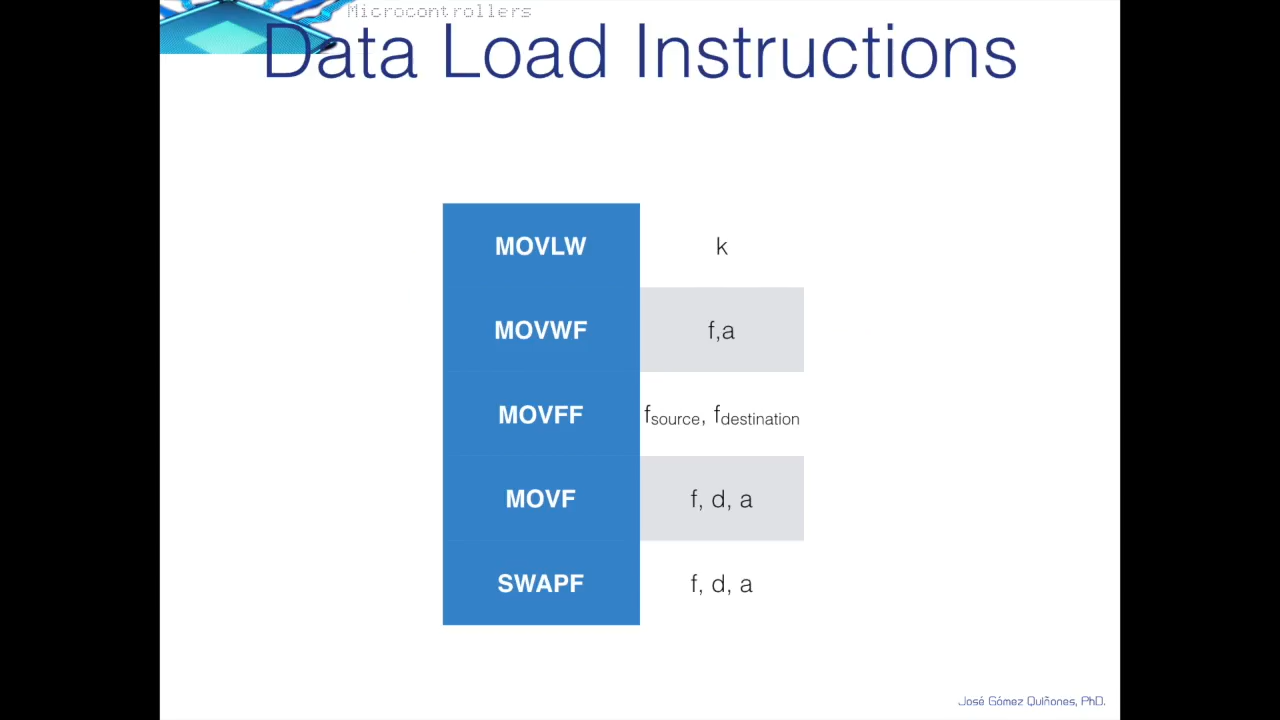 Microcontrollers
Data Load Instructions
MOVLW k
MOVWF f,a
MOVFF fsource, fdestination
MOVF f, d, a
SWAPF f, d, a
José Gómez Quiñones, PhD.